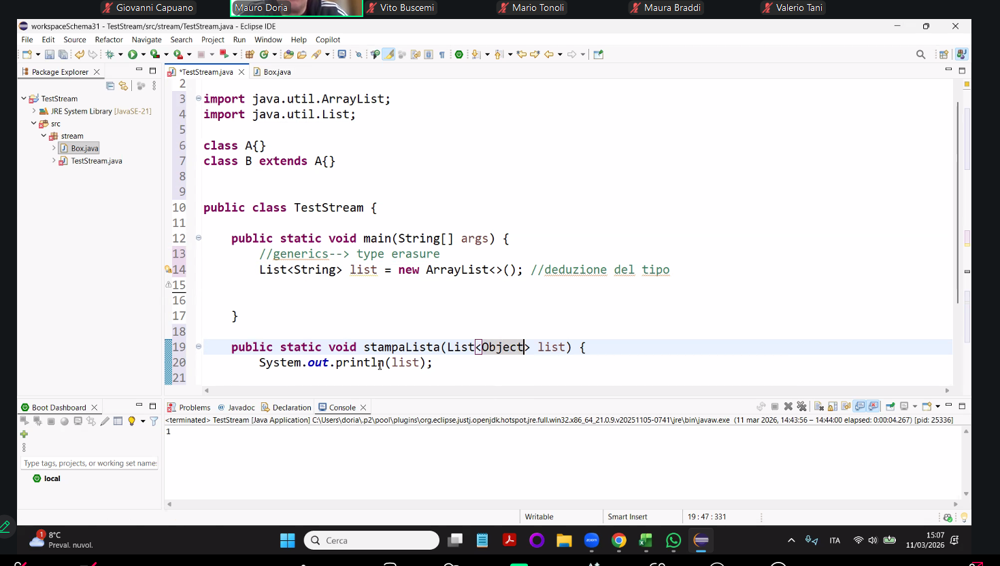 Giovanni Capuano
Mauro Doria
Vito Buscemi
Mario Tonoli
Maura Braddi
Valerio Tani
workspaceSchema31 - TestStream/src/stream/TestStream.java - Eclipse IDE
File Edit Source Refactor Navigate Search Project Run Window Help Copilot
Package Explorer
*TestStream.java
Box.java
TestStream
JRE System Library [JavaSE-21]
src
stream
Box.java
TestStream.java
2
3 import java.util.ArrayList;
4 import java.util.List;
5
6 class A{}
7 class B extends A{}
8
9
10 public class TestStream {
11
12 public static void main(String[] args) {
13 //generics--> type erasure
14 List<String> list = new ArrayList<>(); //deduzione del tipo
15
16
17 }
18
19 public static void stampaLista(List<Object> list) {
20 System.out.println(list);
21
Boot Dashboard
Type tags, projects, or working set name:
local
Problems Javadoc Declaration Console
<terminated> TestStream [Java Application] C:\Users\doria\.p2\pool\plugins\org.eclipse.justj.openjdk.hotspot.jre.full.win32.x86_64_21.0.9.v20251105-0741\jre\bin\javaw.exe (11 mar 2026, 14:43:56 – 14:44:00 elapsed: 0:00:04.267) [pid: 25336]
1
Writable
Smart Insert
19 : 47 : 331
1
8°C
Preval. nuvol.
Cerca
zoom
ITA
15:07
11/03/2026